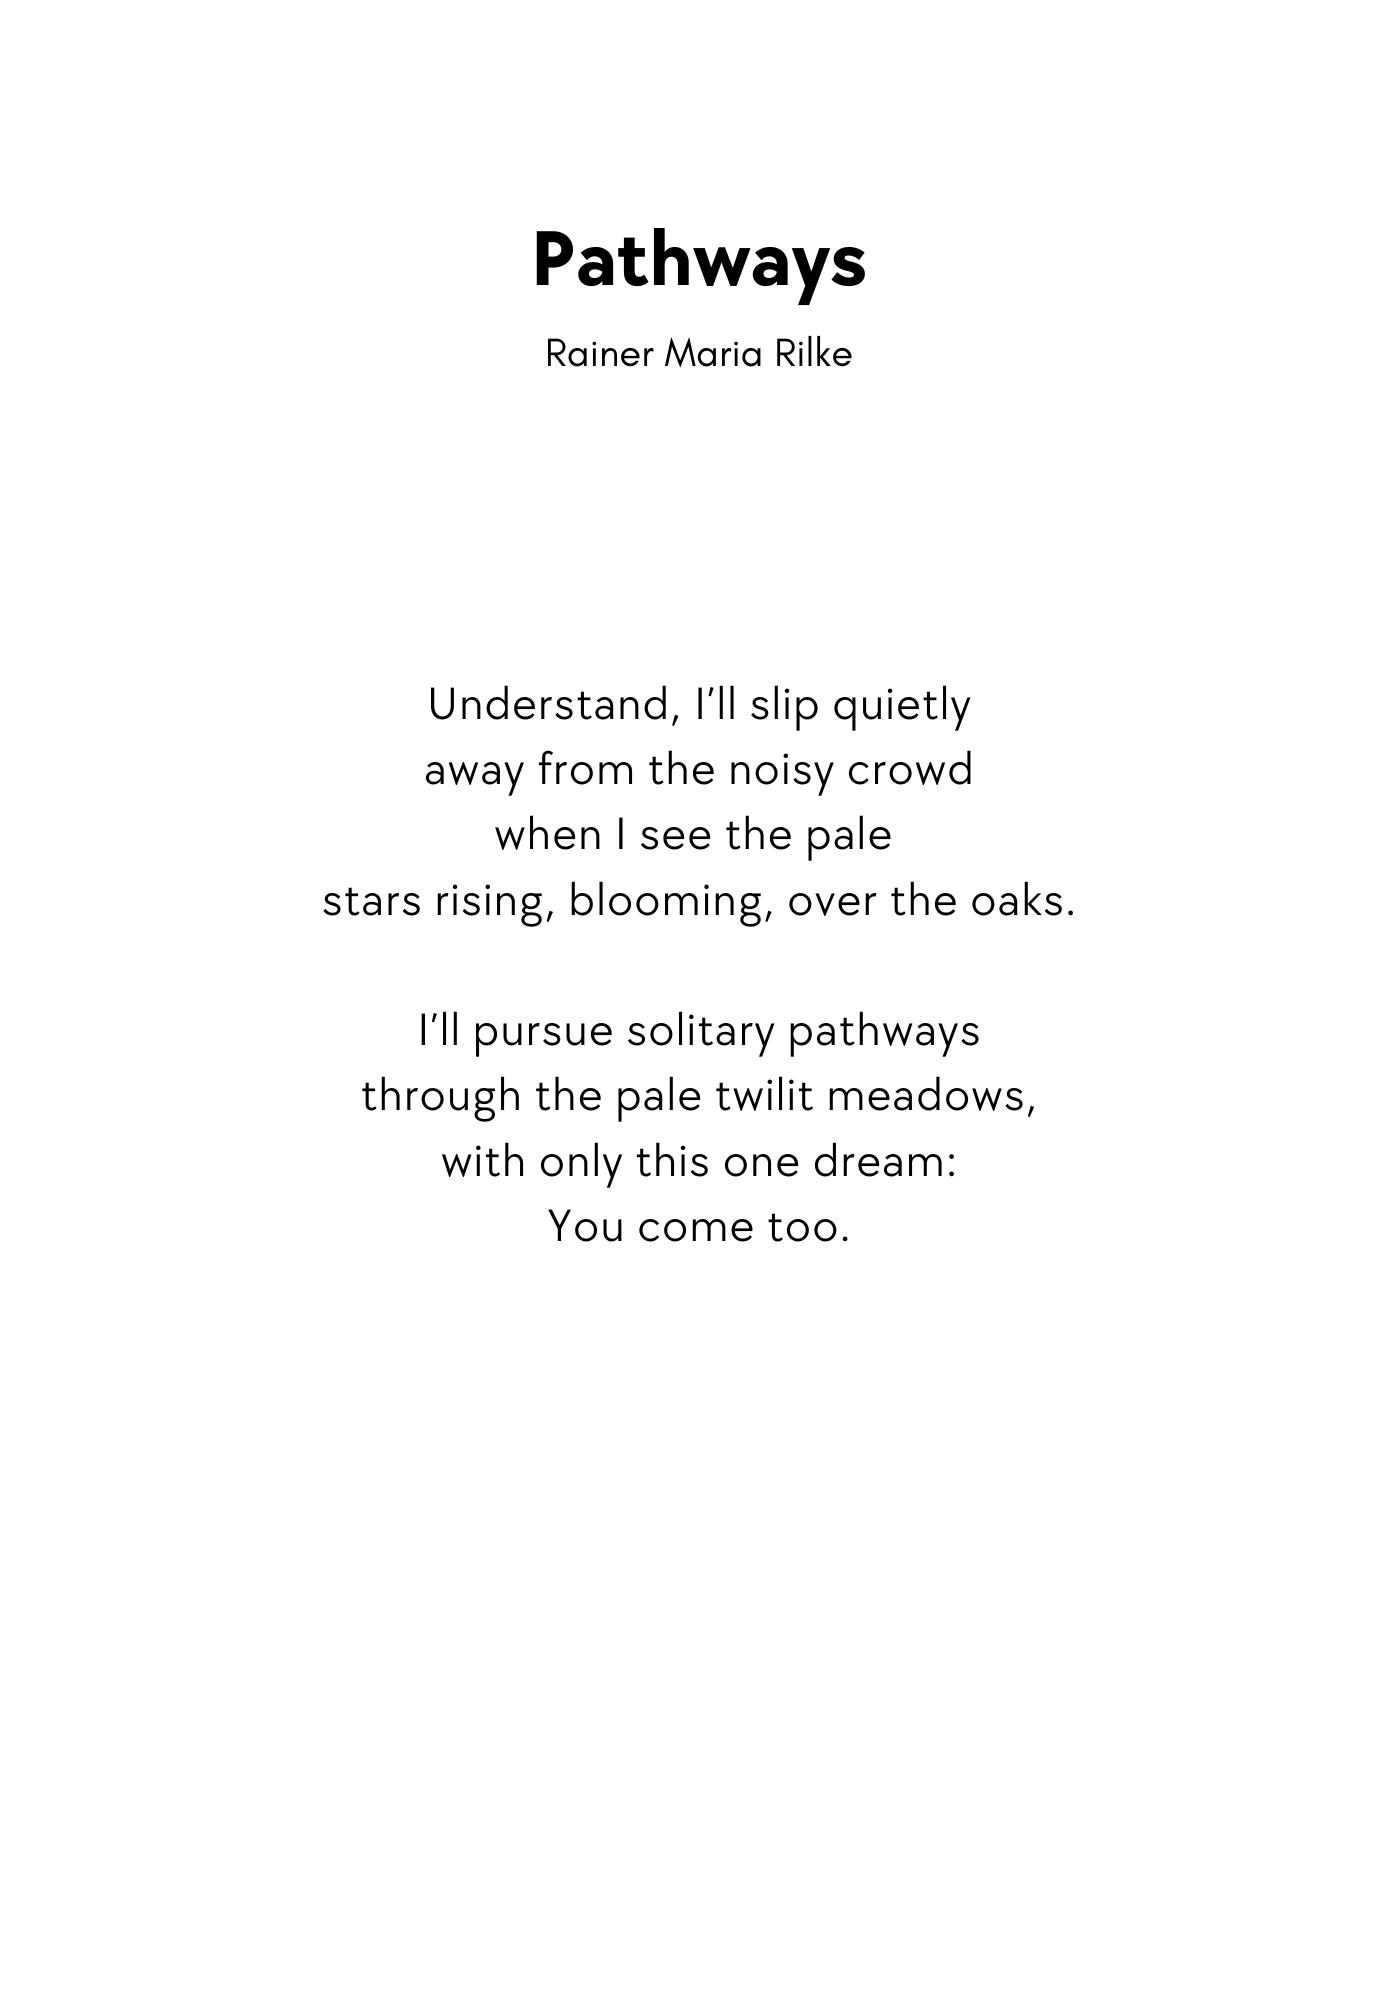 Pathways
Rainer Maria Rilke
Understand, I’ll slip quietly
away from the noisy crowd
when I see the pale
stars rising, blooming, over the oaks.
I’ll pursue solitary pathways
through the pale twilit meadows,
with only this one dream:
You come too.